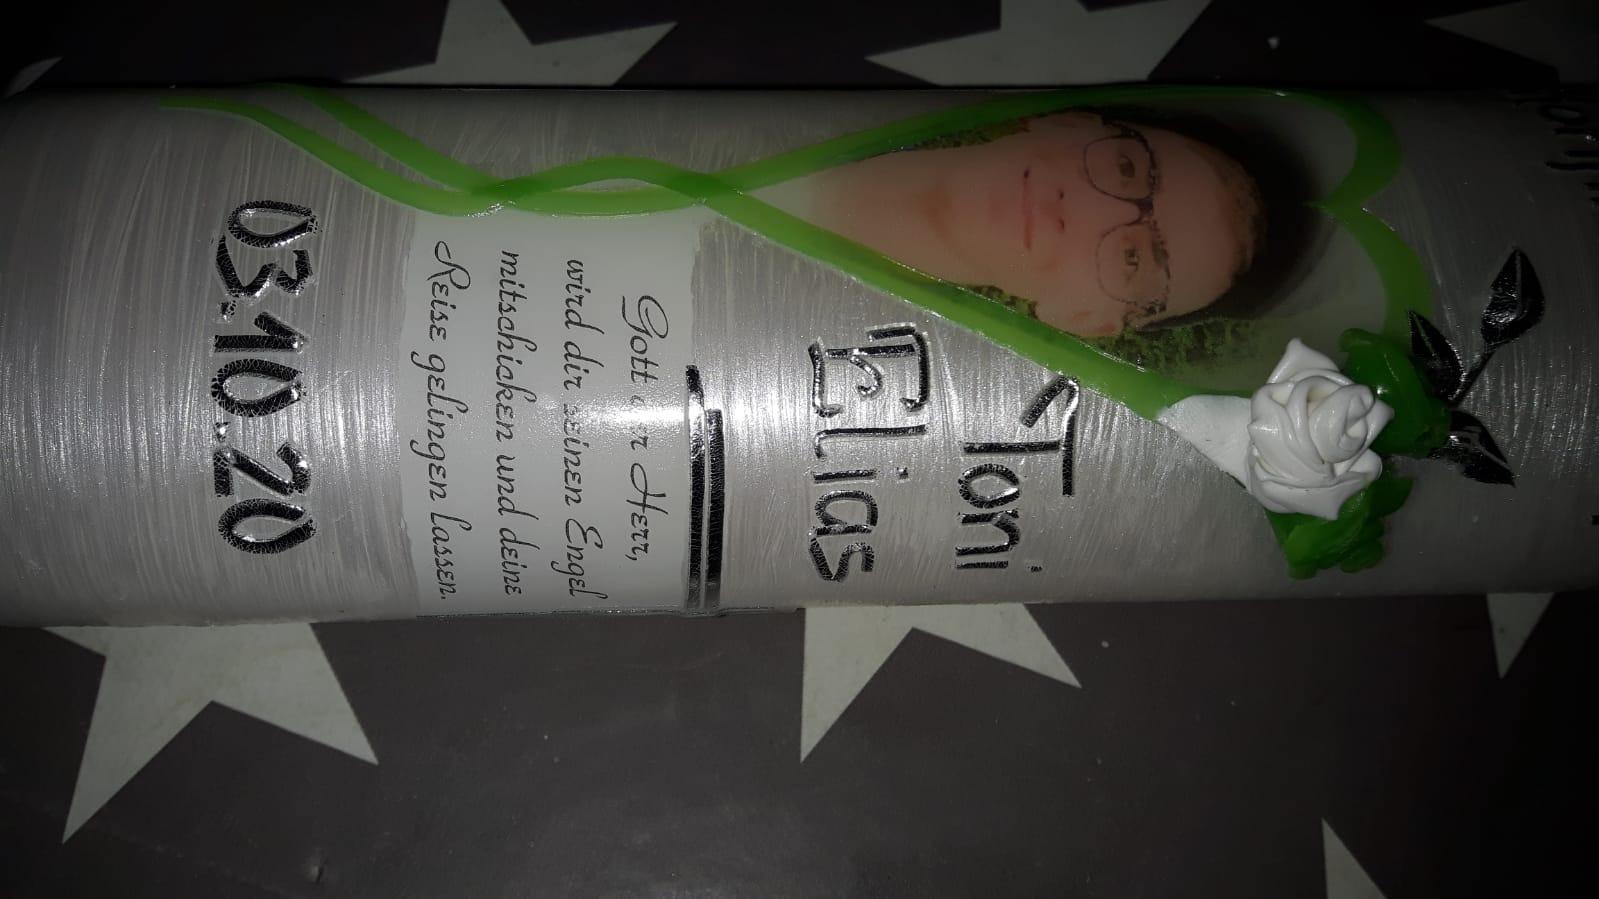 Toni
Elias
Gott der Herr,
wird dir seinen Engel
mitschicken und deine
Reise gelingen lassen.
03.10.20